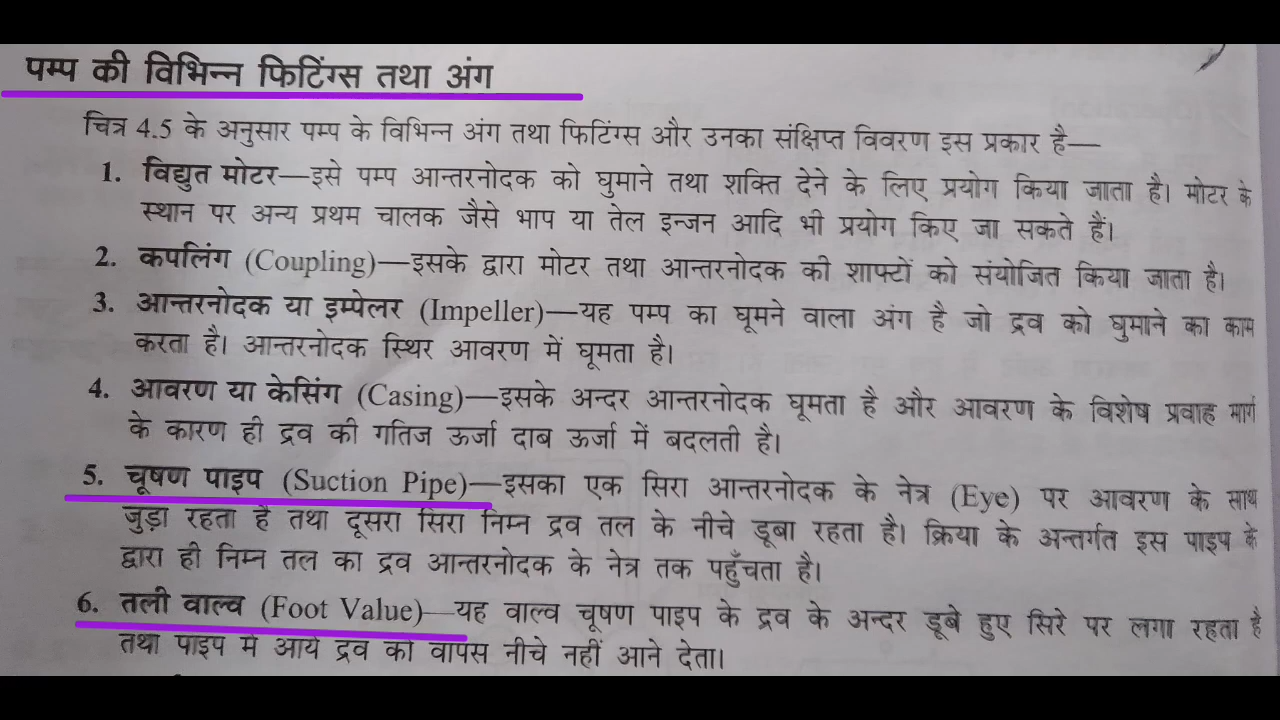 पम्प की विभिन्न फिटिंग्स तथा अंग
चित्र 4.5 के अनुसार पम्प के विभिन्न अंग तथा फिटिंग्स और उनका संक्षिप्त विवरण इस प्रकार है—
1. विद्युत मोटर—इसे पम्प आन्तरनोदक को घुमाने तथा शक्ति देने के लिए प्रयोग किया जाता है। मोटर के
स्थान पर अन्य प्रथम चालक जैसे भाप या तेल इन्जन आदि भी प्रयोग किए जा सकते हैं।
2. कपलिंग (Coupling)—इसके द्वारा मोटर तथा आन्तरनोदक की शाफ्टों को संयोजित किया जाता है।
3. आन्तरनोदक या इम्पेलर (Impeller)—यह पम्प का घूमने वाला अंग है जो द्रव को घुमाने का काम
करता है। आन्तरनोदक स्थिर आवरण में घूमता है।
4. आवरण या केसिंग (Casing)—इसके अन्दर आन्तरनोदक घूमता है और आवरण के विशेष प्रवाह मार्ग
के कारण ही द्रव की गतिज ऊर्जा दाब ऊर्जा में बदलती है।
5. चूषण पाइप (Suction Pipe)—इसका एक सिरा आन्तरनोदक के नेत्र (Eye) पर आवरण के साथ
जुड़ा रहता है तथा दूसरा सिरा निम्न द्रव तल के नीचे डूबा रहता है। क्रिया के अन्तर्गत इस पाइप के
द्वारा ही निम्न तल का द्रव आन्तरनोदक के नेत्र तक पहुँचता है।
6. तली वाल्व (Foot Value)—यह वाल्व चूषण पाइप के द्रव के अन्दर डूबे हुए सिरे पर लगा रहता है
तथा पाइप में आये द्रव को वापस नीचे नहीं आने देता।